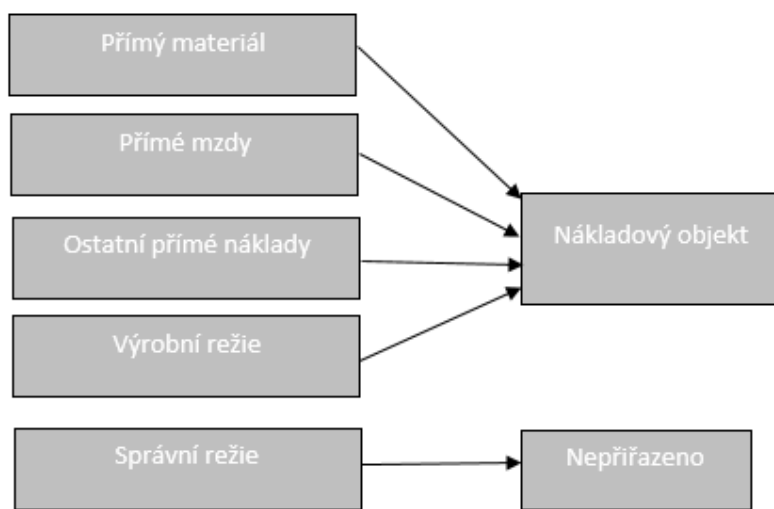 Přímý materiál
Přímé mzdy
Ostatní přímé náklady
Výrobní režie
Nákladový objekt
Správní režie
Nepřiřazeno